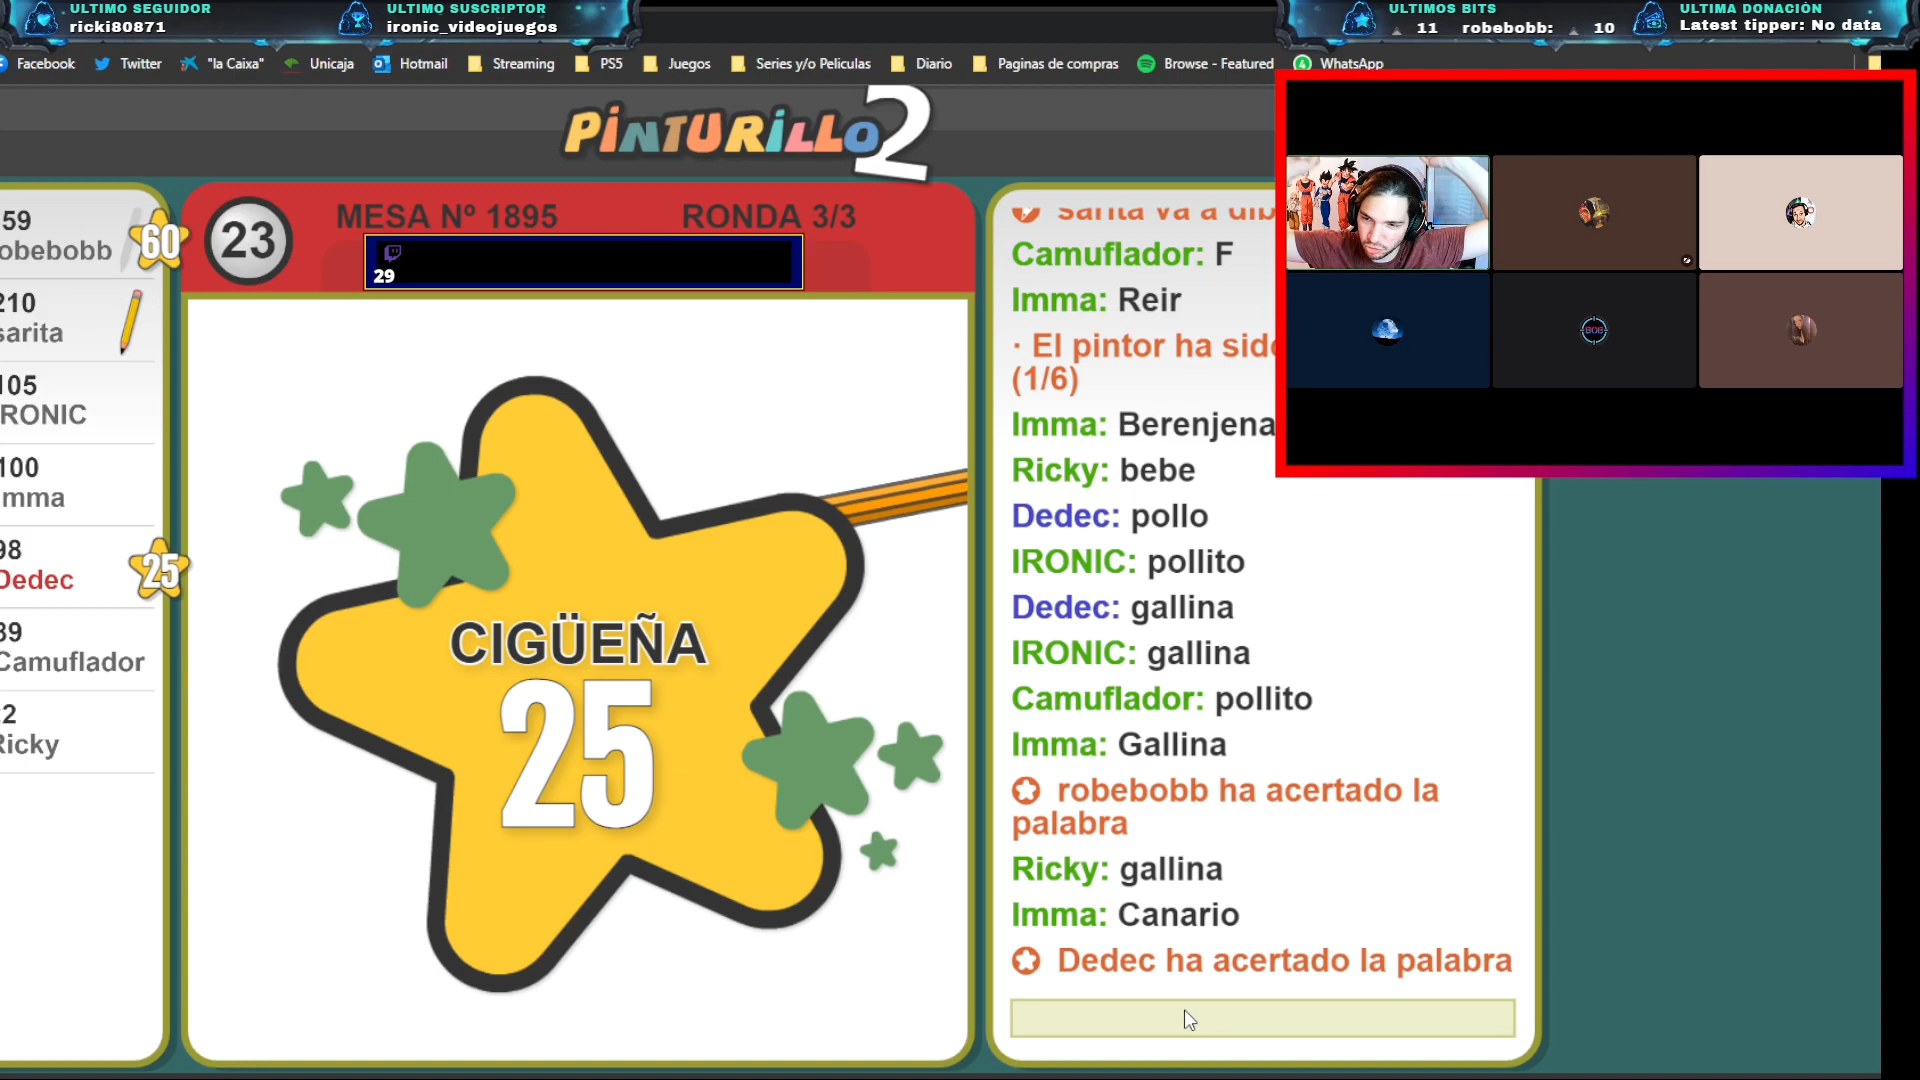 ULTIMO SEGUIDOR
ricki80871
ULTIMO SUSCRIPTOR
ironic_videojuegos
ULTIMOS BITS
11 robebobb: 10
ULTIMA DONACIÓN
Latest tipper: No data
Facebook Twitter "la Caixa" Unicaja Hotmail Streaming PS5 Juegos Series y/o Peliculas Diario Paginas de compras Browse - Featured WhatsApp
PINTURILLO 2
59
obebobb
60
210
sarita
105
RONIC
100
mma
98
Dedec
25
39
Camuflador
2
Ricky
23
MESA Nº 1895
RONDA 3/3
29
CIGÜEÑA
25
sarita va a dib
Camuflador: F
Imma: Reir
· El pintor ha sido
(1/6)
Imma: Berenjena
Ricky: bebe
Dedec: pollo
IRONIC: pollito
Dedec: gallina
IRONIC: gallina
Camuflador: pollito
Imma: Gallina
robebobb ha acertado la
palabra
Ricky: gallina
Imma: Canario
Dedec ha acertado la palabra
BOB